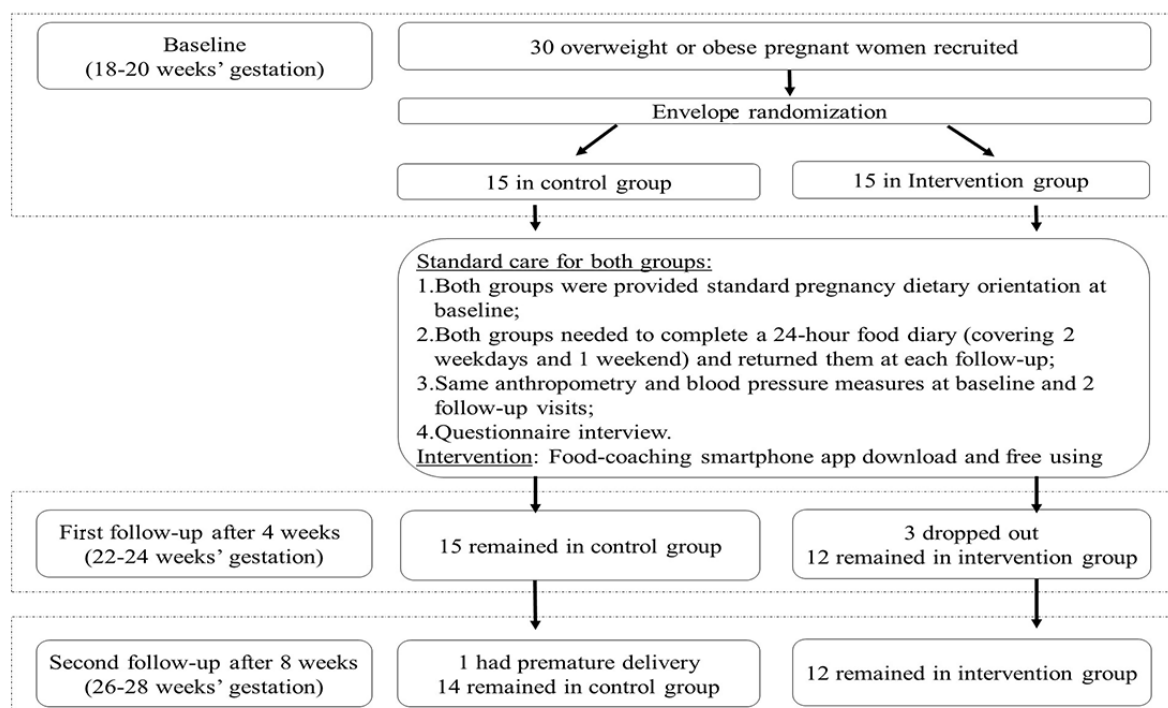 Baseline
(18-20 weeks' gestation)
30 overweight or obese pregnant women recruited
Envelope randomization
15 in control group
15 in Intervention group
Standard care for both groups:
1.Both groups were provided standard pregnancy dietary orientation at
baseline;
2.Both groups needed to complete a 24-hour food diary (covering 2
weekdays and 1 weekend) and returned them at each follow-up;
3.Same anthropometry and blood pressure measures at baseline and 2
follow-up visits;
4.Questionnaire interview.
Intervention: Food-coaching smartphone app download and free using
First follow-up after 4 weeks
(22-24 weeks' gestation)
15 remained in control group
3 dropped out
12 remained in intervention group
Second follow-up after 8 weeks
(26-28 weeks' gestation)
1 had premature delivery
14 remained in control group
12 remained in intervention group